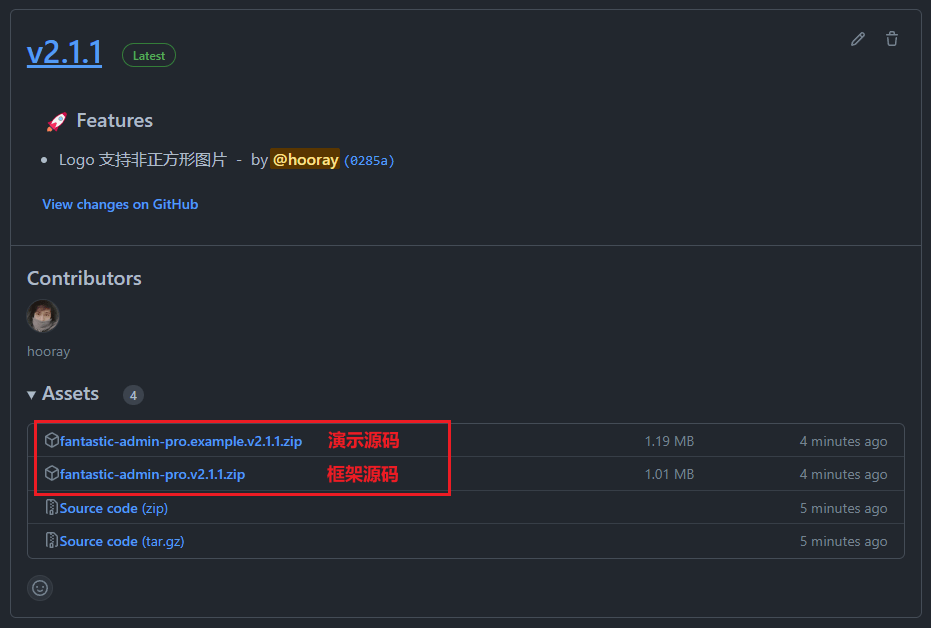 v2.1.1 Latest
🚀 Features
• Logo 支持非正方形图片 - by @hooray (0285a)
View changes on GitHub
Contributors
hooray
▾ Assets 4
fantastic-admin-pro.example.v2.1.1.zip 演示源码 1.19 MB 4 minutes ago
fantastic-admin-pro.v2.1.1.zip 框架源码 1.01 MB 4 minutes ago
Source code (zip) 5 minutes ago
Source code (tar.gz) 5 minutes ago